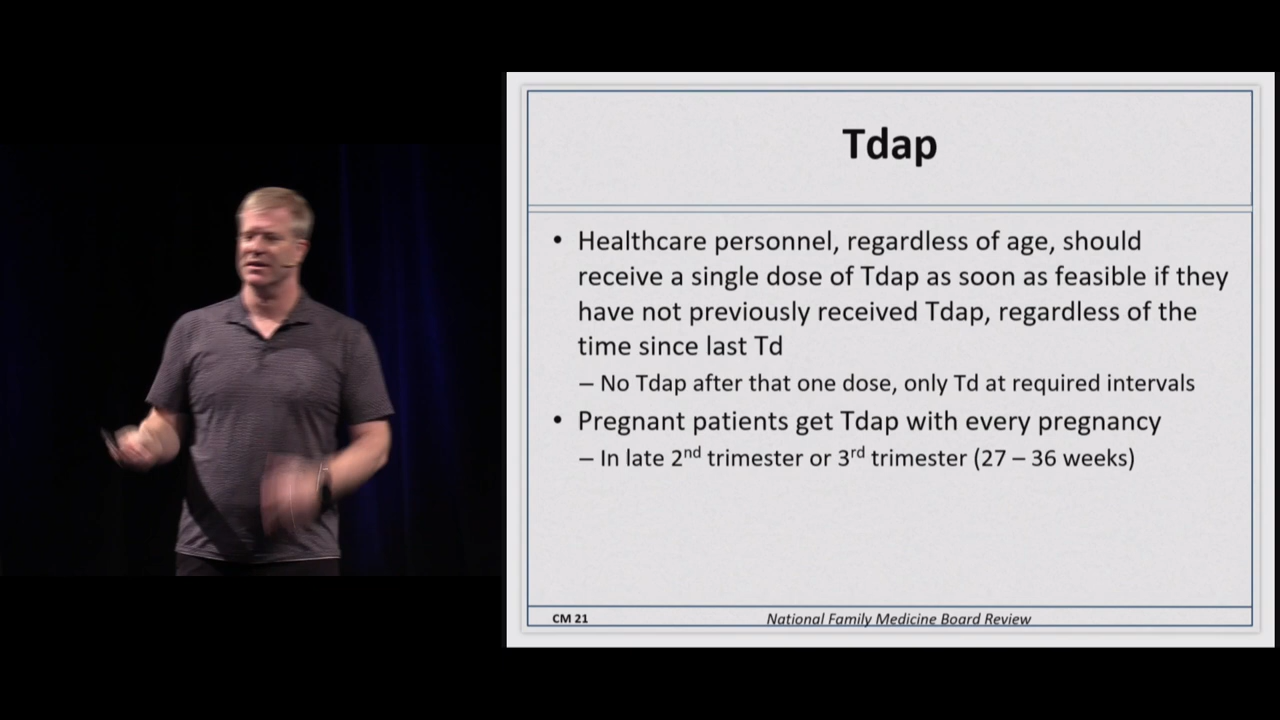 Tdap
• Healthcare personnel, regardless of age, should
receive a single dose of Tdap as soon as feasible if they
have not previously received Tdap, regardless of the
time since last Td
– No Tdap after that one dose, only Td at required intervals
• Pregnant patients get Tdap with every pregnancy
– In late 2nd trimester or 3rd trimester (27 – 36 weeks)
CM 21
National Family Medicine Board Review